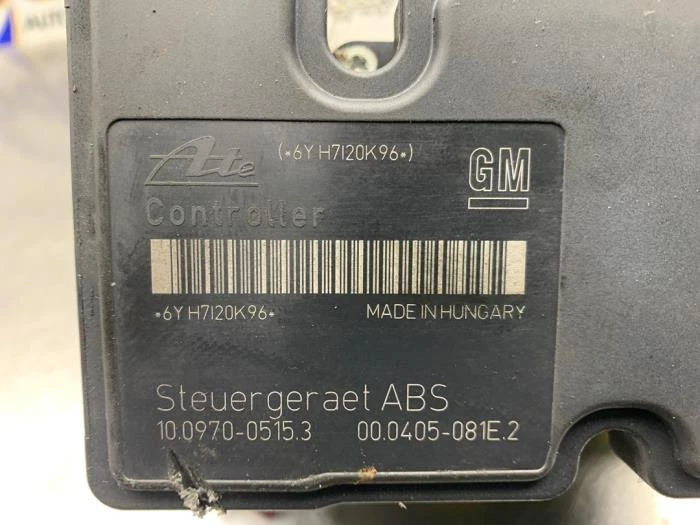 AUTE
Ate (*6Y H7I20K96*) GM
Controller
*6Y H7I20K96* MADE IN HUNGARY
Steuergeraet ABS
10.0970-0515.3 00.0405-081E.2